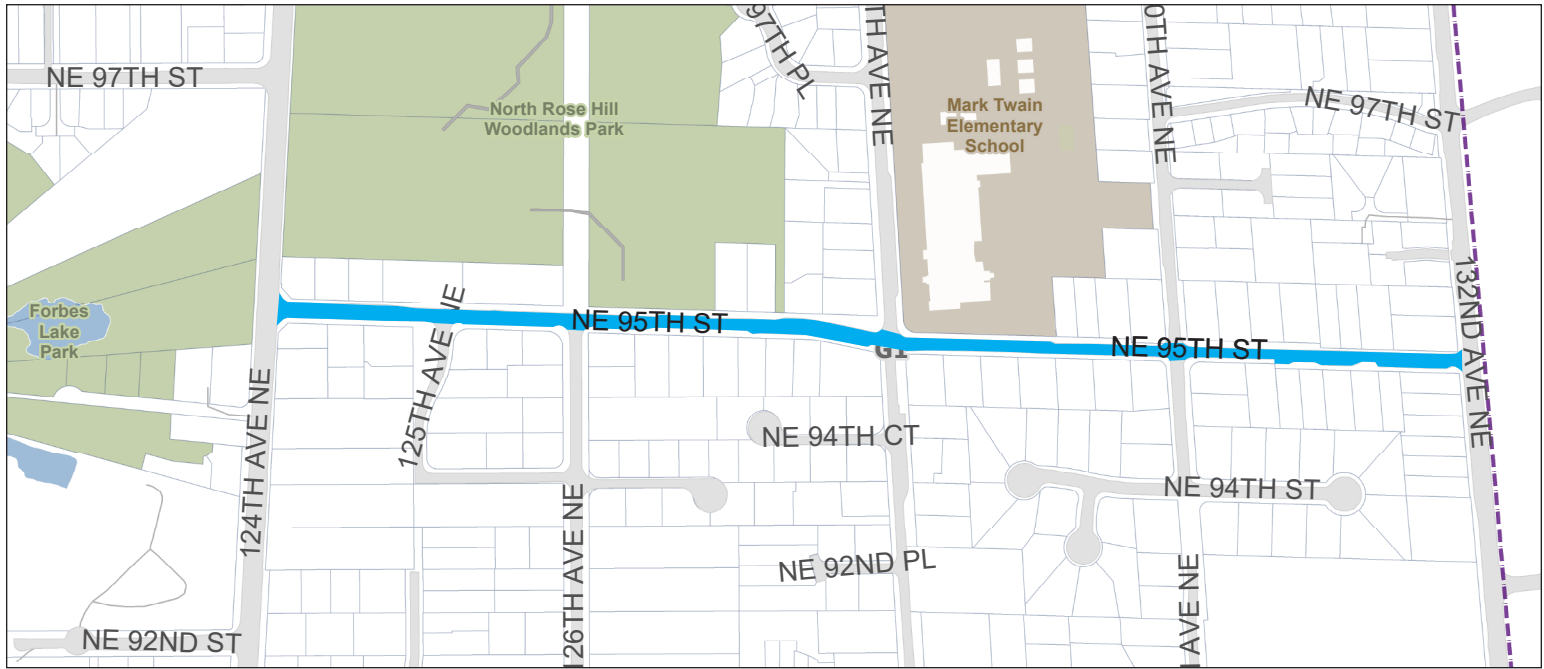 97TH PL
TH AVE NE
0TH AVE NE
NE 97TH ST
North Rose Hill
Woodlands Park
Mark Twain
Elementary
School
NE 97TH ST
Forbes
Lake
Park
125TH AVE NE
NE 95TH ST
G1
NE 95TH ST
132ND AVE NE
124TH AVE NE
NE 94TH CT
NE 94TH ST
126TH AVE NE
NE 92ND PL
AVE NE
NE 92ND ST